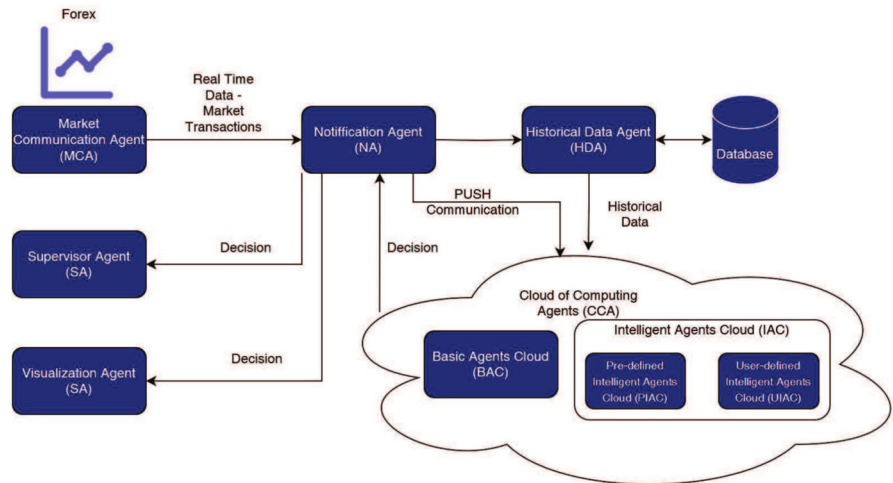 Forex
Real Time
Data -
Market
Transactions
Market
Communication Agent
(MCA)
Notiffication Agent
(NA)
Historical Data Agent
(HDA)
Database
PUSH
Communication
Historical
Data
Decision
Decision
Supervisor Agent
(SA)
Cloud of Computing
Agents (CCA)
Intelligent Agents Cloud (IAC)
Decision
Visualization Agent
(SA)
Basic Agents Cloud
(BAC)
Pre-defined
Intelligent Agents
Cloud (PIAC)
User-defined
Intelligent Agents
Cloud (UIAC)